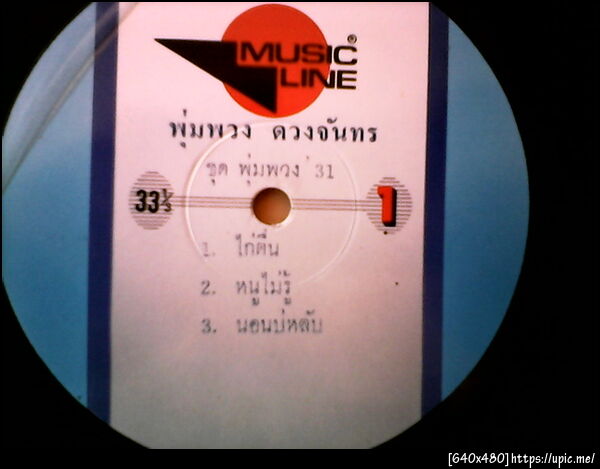 MUSIC®
LINE
พุ่มพวง ดวงจันทร
ชุด พุ่มพวง '31
33⅓
1
1. ไก่ตื่น
2. หนูไม่รู้
3. นอนบ่หลับ
[640x480]https://upic.me/